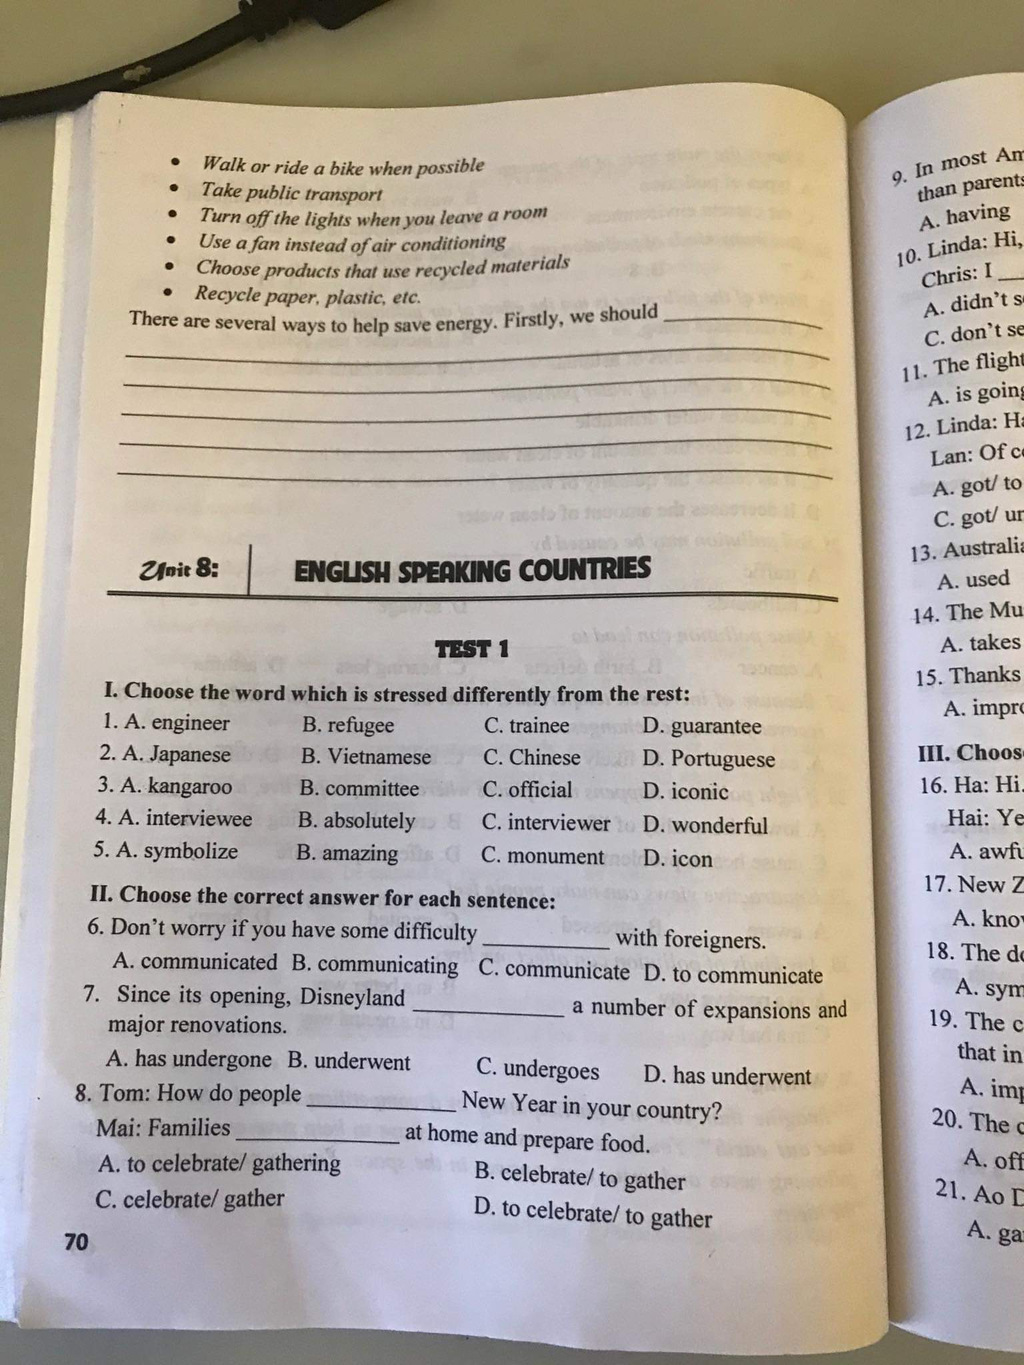 • Walk or ride a bike when possible
• Take public transport
• Turn off the lights when you leave a room
• Use a fan instead of air conditioning
• Choose products that use recycled materials
• Recycle paper, plastic, etc.
There are several ways to help save energy. Firstly, we should
Unit 8: ENGLISH SPEAKING COUNTRIES
TEST 1
I. Choose the word which is stressed differently from the rest:
1. A. engineer B. refugee C. trainee D. guarantee
2. A. Japanese B. Vietnamese C. Chinese D. Portuguese
3. A. kangaroo B. committee C. official D. iconic
4. A. interviewee B. absolutely C. interviewer D. wonderful
5. A. symbolize B. amazing C. monument D. icon
II. Choose the correct answer for each sentence:
6. Don't worry if you have some difficulty __________ with foreigners.
A. communicated B. communicating C. communicate D. to communicate
7. Since its opening, Disneyland __________ a number of expansions and
major renovations.
A. has undergone B. underwent C. undergoes D. has underwent
8. Tom: How do people __________ New Year in your country?
Mai: Families __________ at home and prepare food.
A. to celebrate/ gathering B. celebrate/ to gather
C. celebrate/ gather D. to celebrate/ to gather
70
9. In most Am
than parents
A. having
10. Linda: Hi,
Chris: I
A. didn't s
C. don't se
11. The flight
A. is going
12. Linda: Ha
Lan: Of co
A. got/ to
C. got/ un
13. Australia
A. used
14. The Mu
A. takes
15. Thanks
A. impro
III. Choos
16. Ha: Hi.
Hai: Ye
A. awfu
17. New Z
A. know
18. The de
A. sym
19. The c
that in
A. imp
20. The c
A. off
21. Ao D
A. ga